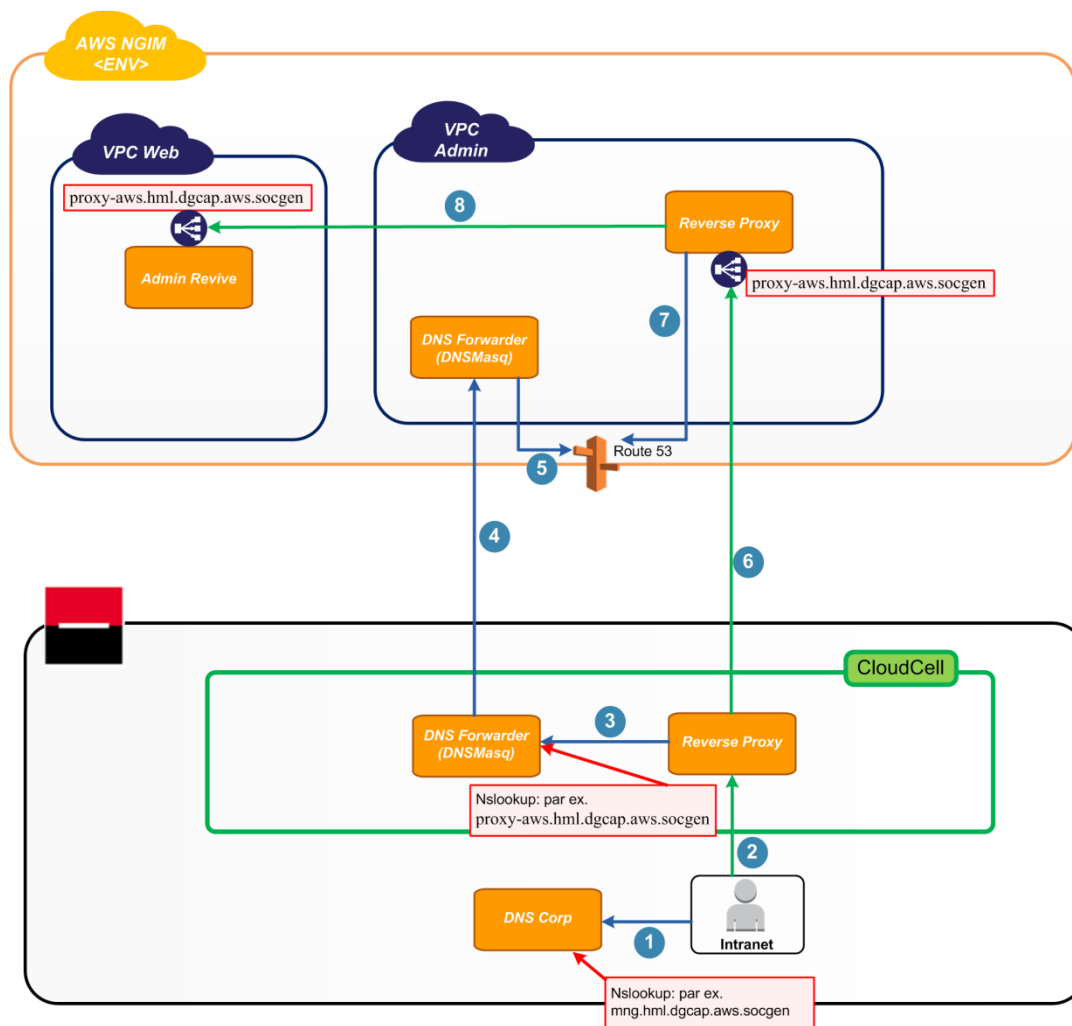 AWS NGIM
<ENV>
VPC Web
VPC
Admin
proxy-aws.hml.dgcap.aws.socgen
8
Reverse Proxy
Admin Revive
proxy-aws.hml.dgcap.aws.socgen
7
DNS Forwarder
(DNSMasq)
Route 53
5
4
6
CloudCell
DNS Forwarder
(DNSMasq)
3
Reverse Proxy
Nslookup: par ex.
proxy-aws.hml.dgcap.aws.socgen
2
DNS Corp
1
Intranet
Nslookup: par ex.
mng.hml.dgcap.aws.socgen